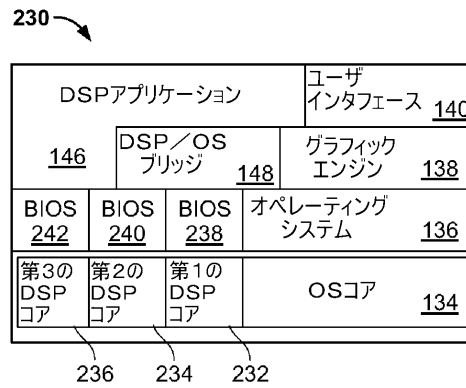 230
DSPアプリケーション
ユーザ
インタフェース
140
146
DSP／OS
ブリッジ
148
グラフィック
エンジン
138
BIOS
242
BIOS
240
BIOS
238
オペレーティング
システム
136
第3の
DSP
コア
第2の
DSP
コア
第1の
DSP
コア
OSコア
134
236
234
232